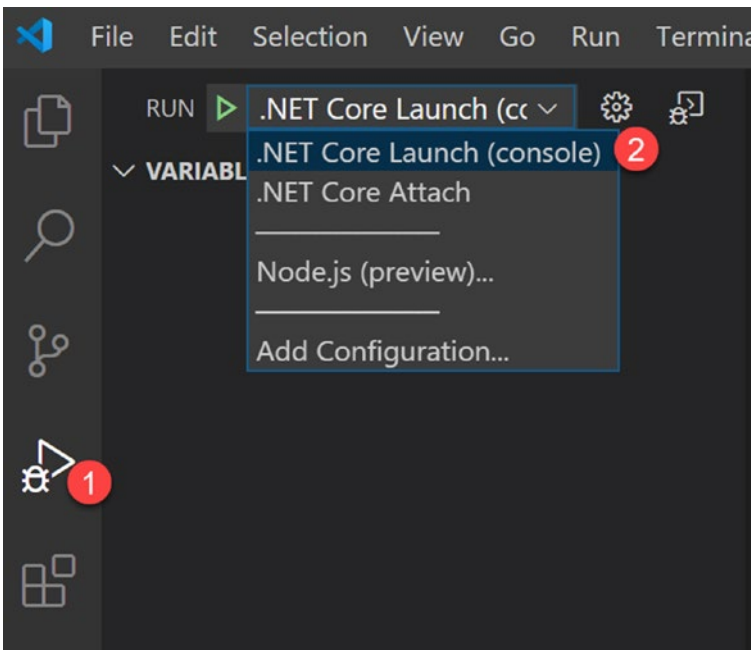 File Edit Selection View Go Run Termina
RUN .NET Core Launch (cc
.NET Core Launch (console) 2
VARIABL
.NET Core Attach
Node.js (preview)...
Add Configuration...
1